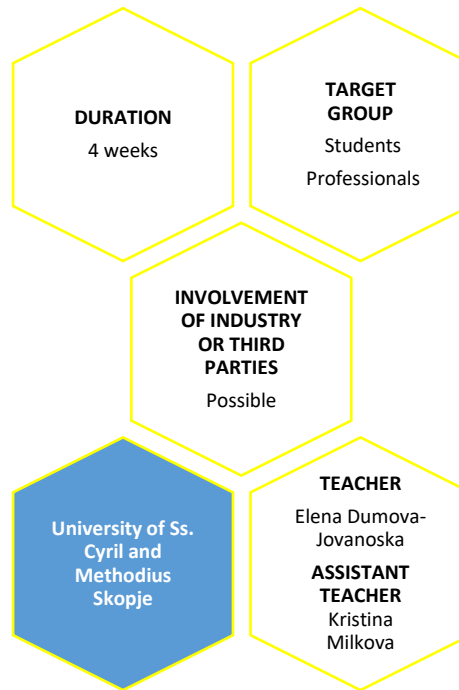 DURATION
4 weeks
TARGET
GROUP
Students
Professionals
INVOLVEMENT
OF INDUSTRY
OR THIRD
PARTIES
Possible
University of Ss.
Cyril and
Methodius
Skopje
TEACHER
Elena Dumova-
Jovanoska
ASSISTANT
TEACHER
Kristina
Milkova